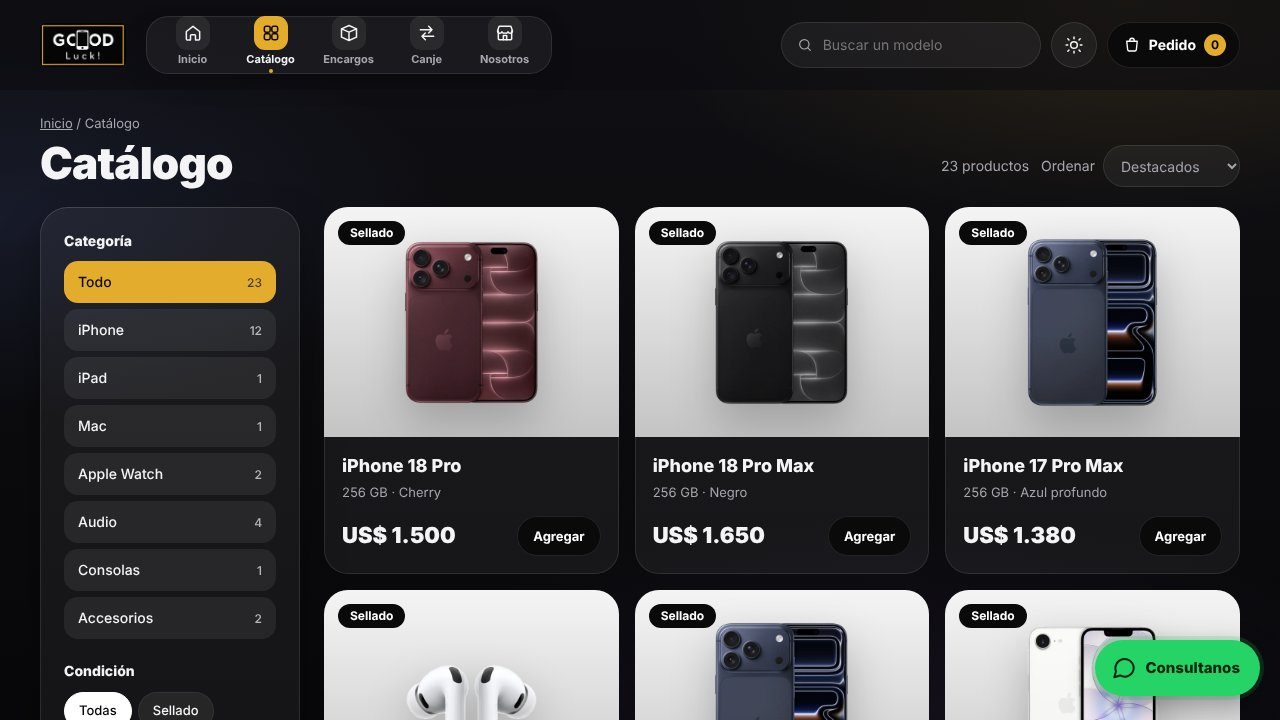 GOOD
Luck!
Inicio
Catálogo
Encargos
Canje
Nosotros
Buscar un modelo
Pedido 0
Inicio / Catálogo
Catálogo
23 productos Ordenar Destacados
Categoría
Todo 23
iPhone 12
iPad 1
Mac 1
Apple Watch 2
Audio 4
Consolas 1
Accesorios 2
Condición
Todas Sellado
Sellado
iPhone 18 Pro
256 GB · Cherry
US$ 1.500 Agregar
Sellado
iPhone 18 Pro Max
256 GB · Negro
US$ 1.650 Agregar
Sellado
iPhone 17 Pro Max
256 GB · Azul profundo
US$ 1.380 Agregar
Sellado
Sellado
Sellado
Consultanos